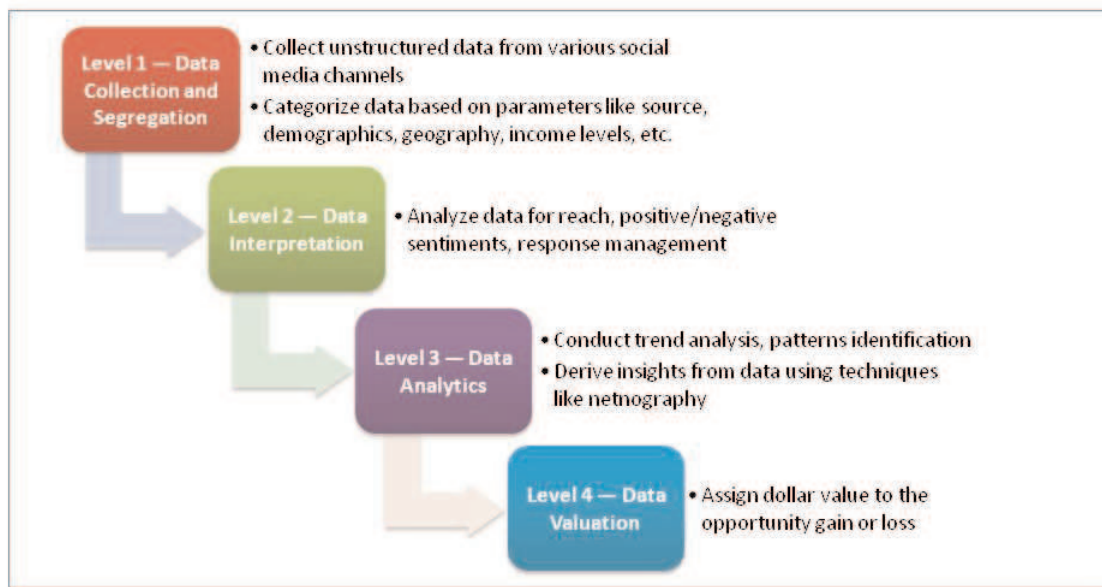 Level 1 — Data
Collection and
Segregation
• Collect unstructured data from various social
media channels
• Categorize data based on parameters like source,
demographics, geography, income levels, etc.
Level 2 — Data
Interpretation
• Analyze data for reach, positive/negative
sentiments, response management
Level 3 — Data
Analytics
• Conduct trend analysis, patterns identification
• Derive insights from data using techniques
like netnography
Level 4 — Data
Valuation
• Assign dollar value to the
opportunity gain or loss